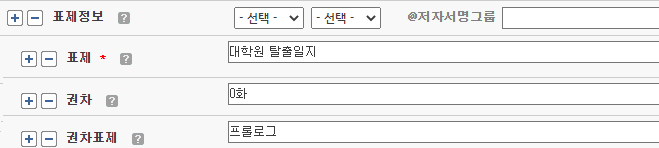 표제정보 ? - 선택 - - 선택 - @저자서명그룹
표제 * ? 대학원 탈출일지
권차 ? 0화
권차표제 ? 프롤로그